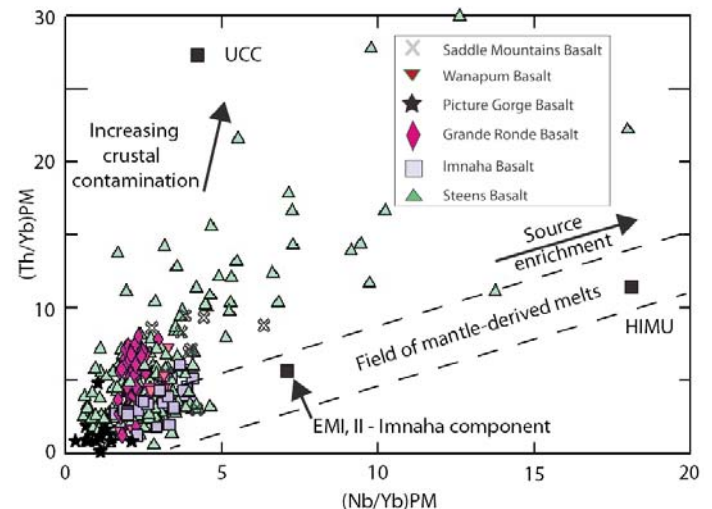 30
20
10
0
(Th/Yb)PM
UCC
Increasing
crustal
contamination
Saddle Mountains Basalt
Wanapum Basalt
Picture Gorge Basalt
Grande Ronde Basalt
Imnaha Basalt
Steens Basalt
Source
enrichment
Field of mantle-derived melts
HIMU
EMI, II - Imnaha component
0
5
10
15
20
(Nb/Yb)PM